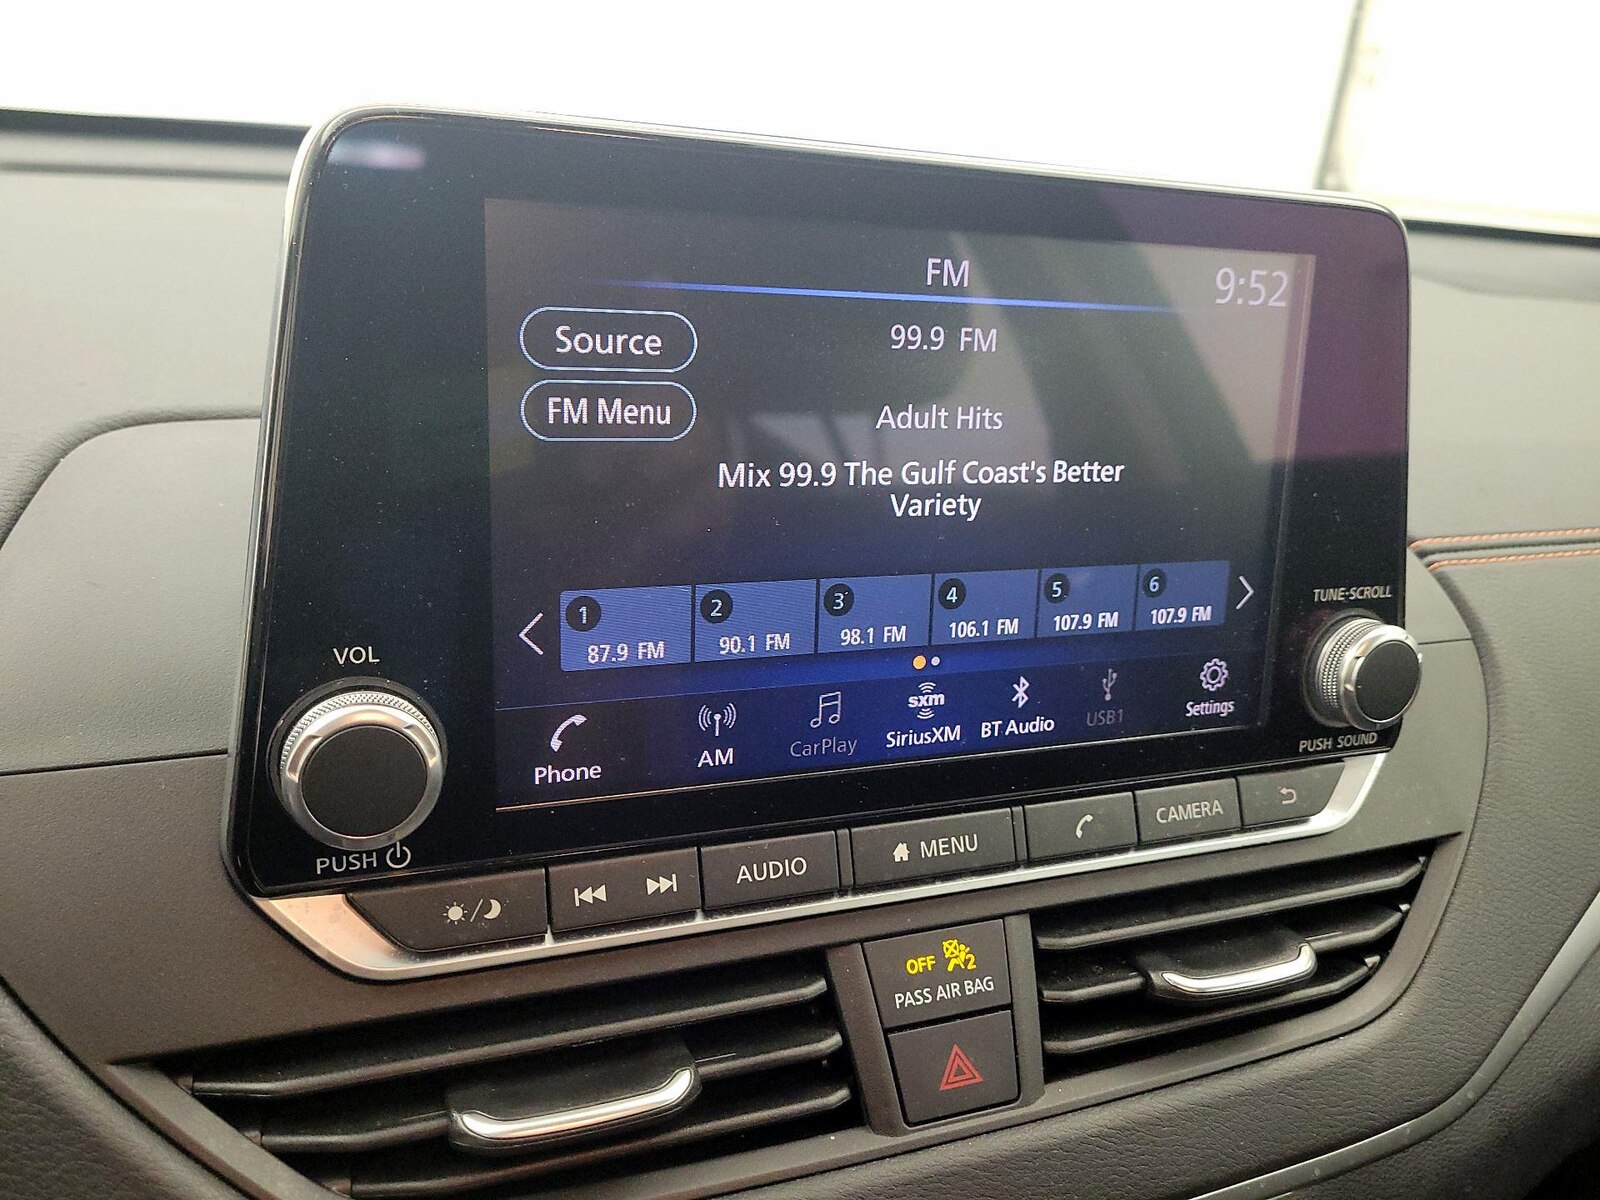 FM
9:52
Source
99.9 FM
FM Menu
Adult Hits
Mix 99.9 The Gulf Coast's Better
Variety
1
87.9 FM
2
90.1 FM
3
98.1 FM
4
106.1 FM
5
107.9 FM
6
107.9 FM
Phone
AM
CarPlay
sxm
SiriusXM
BT Audio
USB1
Settings
VOL
PUSH
TUNE·SCROLL
PUSH SOUND
AUDIO
MENU
CAMERA
OFF 2
PASS AIR BAG